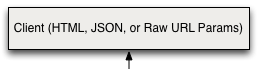 Client (HTML, JSON, or Raw URL Params)